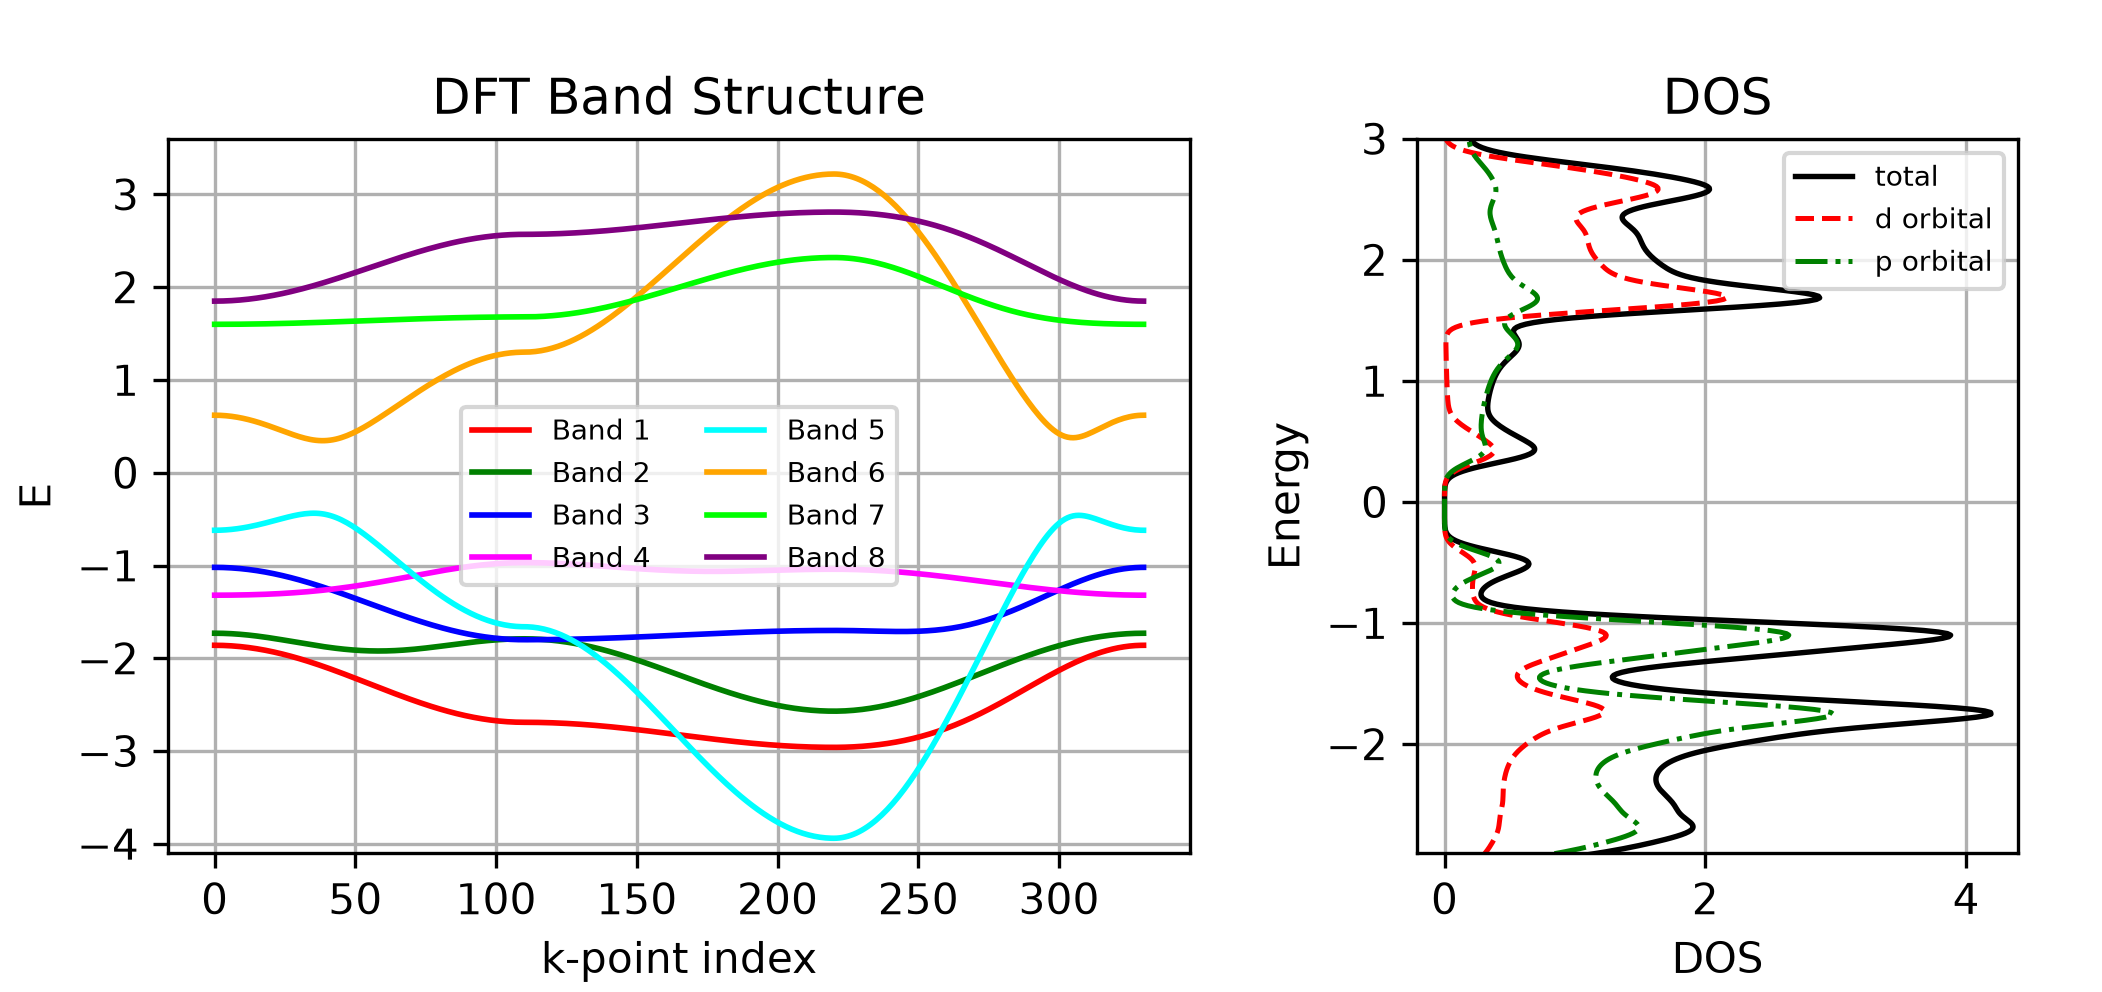 DFT Band Structure
3
2
1
0
−1
−2
−3
−4
E
0 50 100 150 200 250 300
k-point index
Band 1 Band 5
Band 2 Band 6
Band 3 Band 7
Band 4 Band 8
DOS
3
2
1
0
−1
−2
Energy
0 2 4
DOS
total
d orbital
p orbital